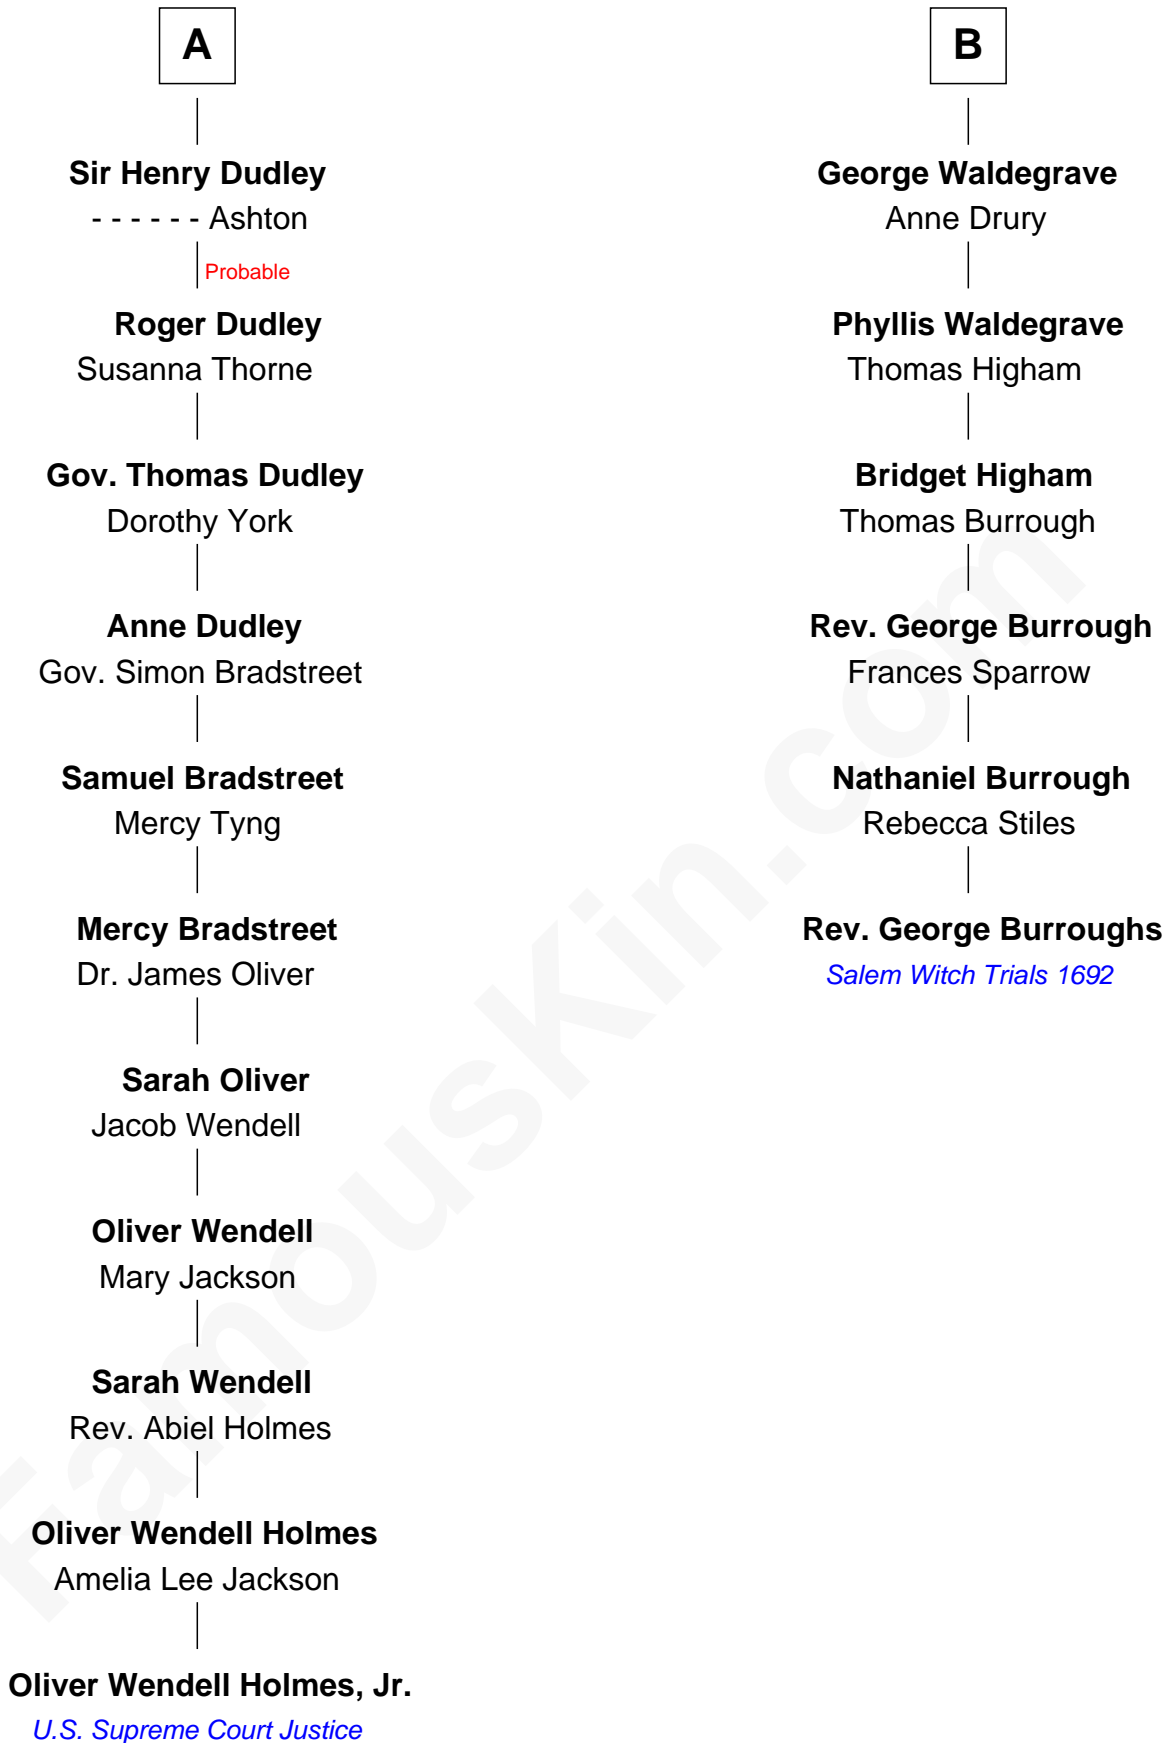 A
Sir Henry Dudley
- - - - - - Ashton
Probable
Roger Dudley
Susanna Thorne
Gov. Thomas Dudley
Dorothy York
Anne Dudley
Gov. Simon Bradstreet
Samuel Bradstreet
Mercy Tyng
Mercy Bradstreet
Dr. James Oliver
Sarah Oliver
Jacob Wendell
Oliver Wendell
Mary Jackson
Sarah Wendell
Rev. Abiel Holmes
Oliver Wendell Holmes
Amelia Lee Jackson
Oliver Wendell Holmes, Jr.
U.S. Supreme Court Justice
B
George Waldegrave
Anne Drury
Phyllis Waldegrave
Thomas Higham
Bridget Higham
Thomas Burrough
Rev. George Burrough
Frances Sparrow
Nathaniel Burrough
Rebecca Stiles
Rev. George Burroughs
Salem Witch Trials 1692
FamousKin.com